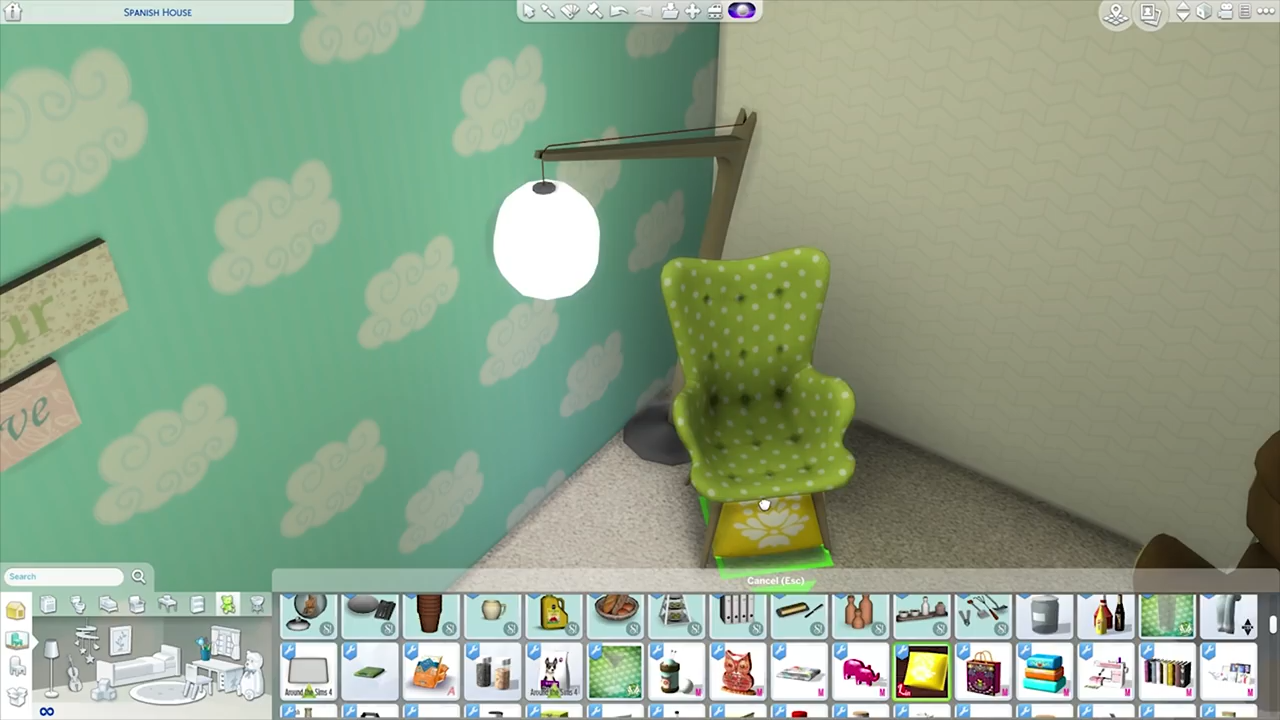 SPANISH HOUSE
ur
ve
Cancel (Esc)
Search
Around the Sims 4
Around the Sims 4